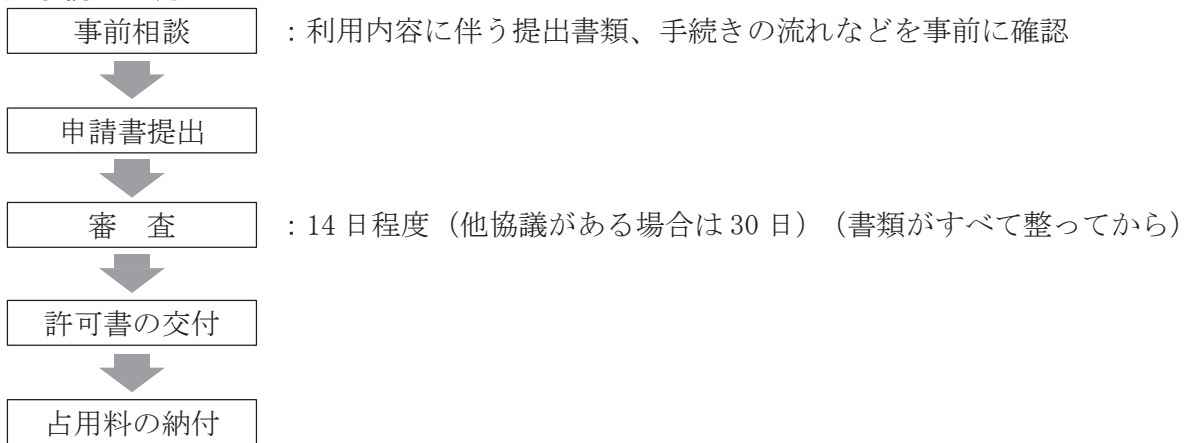 事前相談 ：利用内容に伴う提出書類、手続きの流れなどを事前に確認
申請書提出
審　査 ：14日程度（他協議がある場合は30日）（書類がすべて整ってから）
許可書の交付
占用料の納付